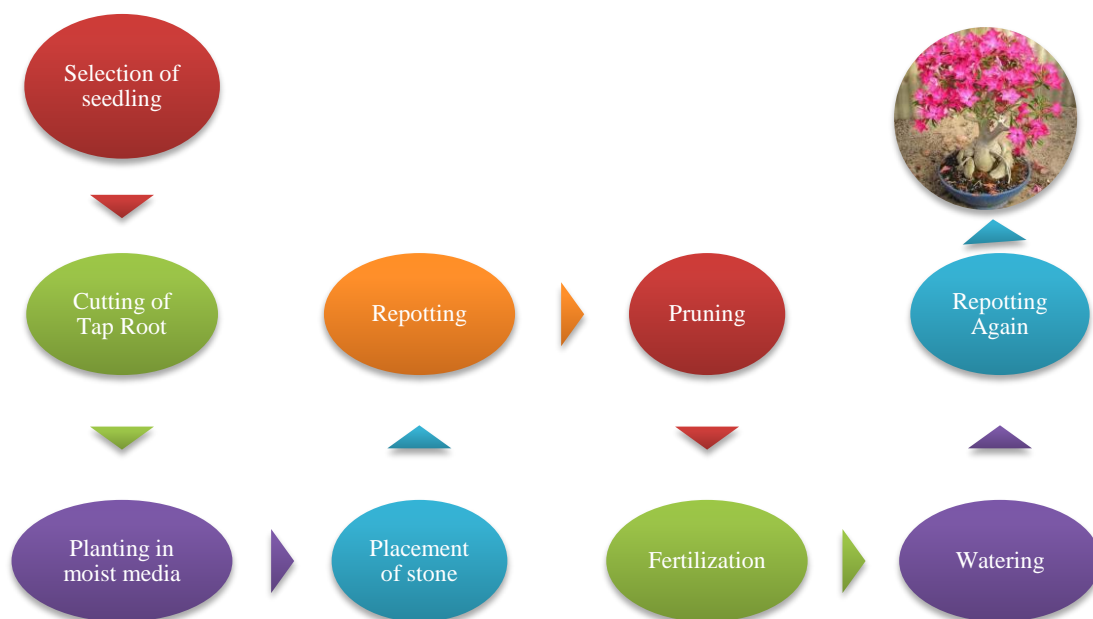 Selection of
seedling
Cutting of
Tap Root
Planting in
moist media
Placement
of stone
Repotting
Pruning
Fertilization
Watering
Repotting
Again